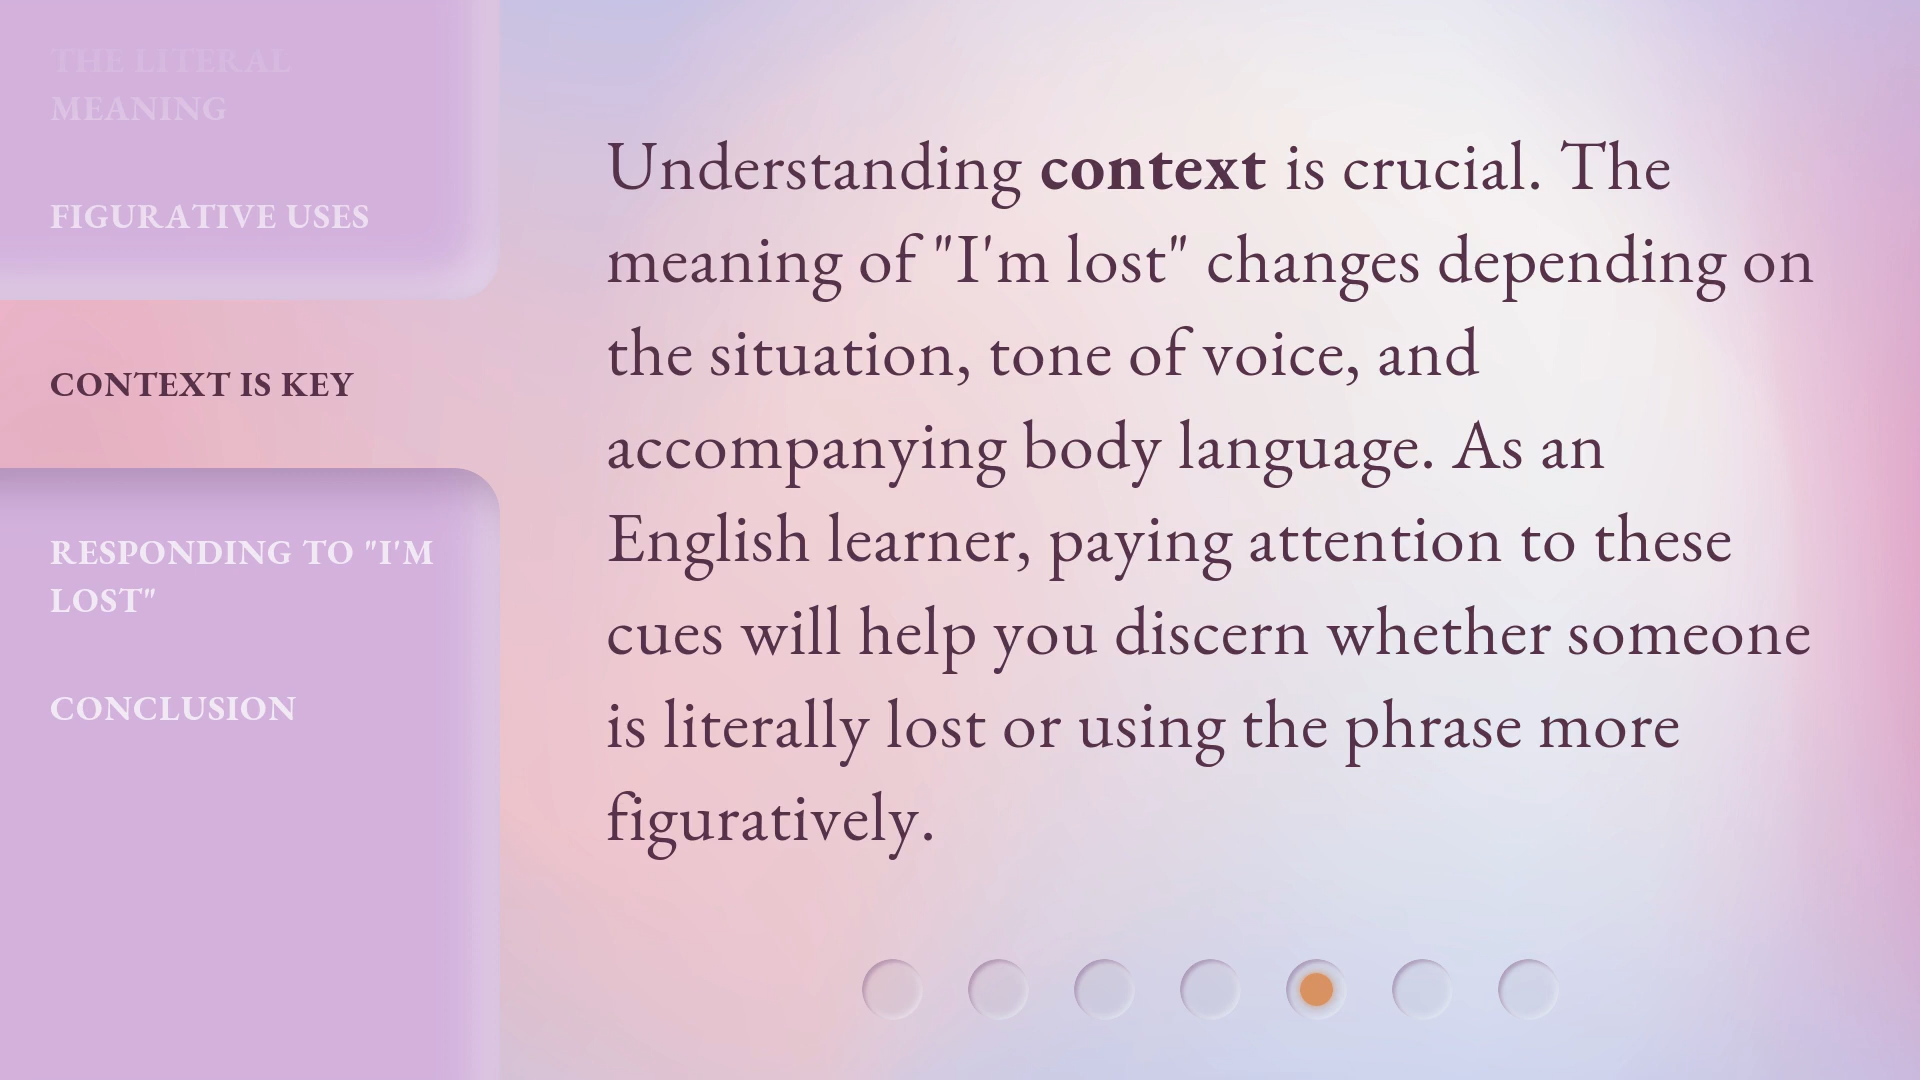 THE LITERAL
MEANING
FIGURATIVE USES
CONTEXT IS KEY
RESPONDING TO "I'M
LOST"
CONCLUSION
Understanding context is crucial. The
meaning of "I'm lost" changes depending on
the situation, tone of voice, and
accompanying body language. As an
English learner, paying attention to these
cues will help you discern whether someone
is literally lost or using the phrase more
figuratively.